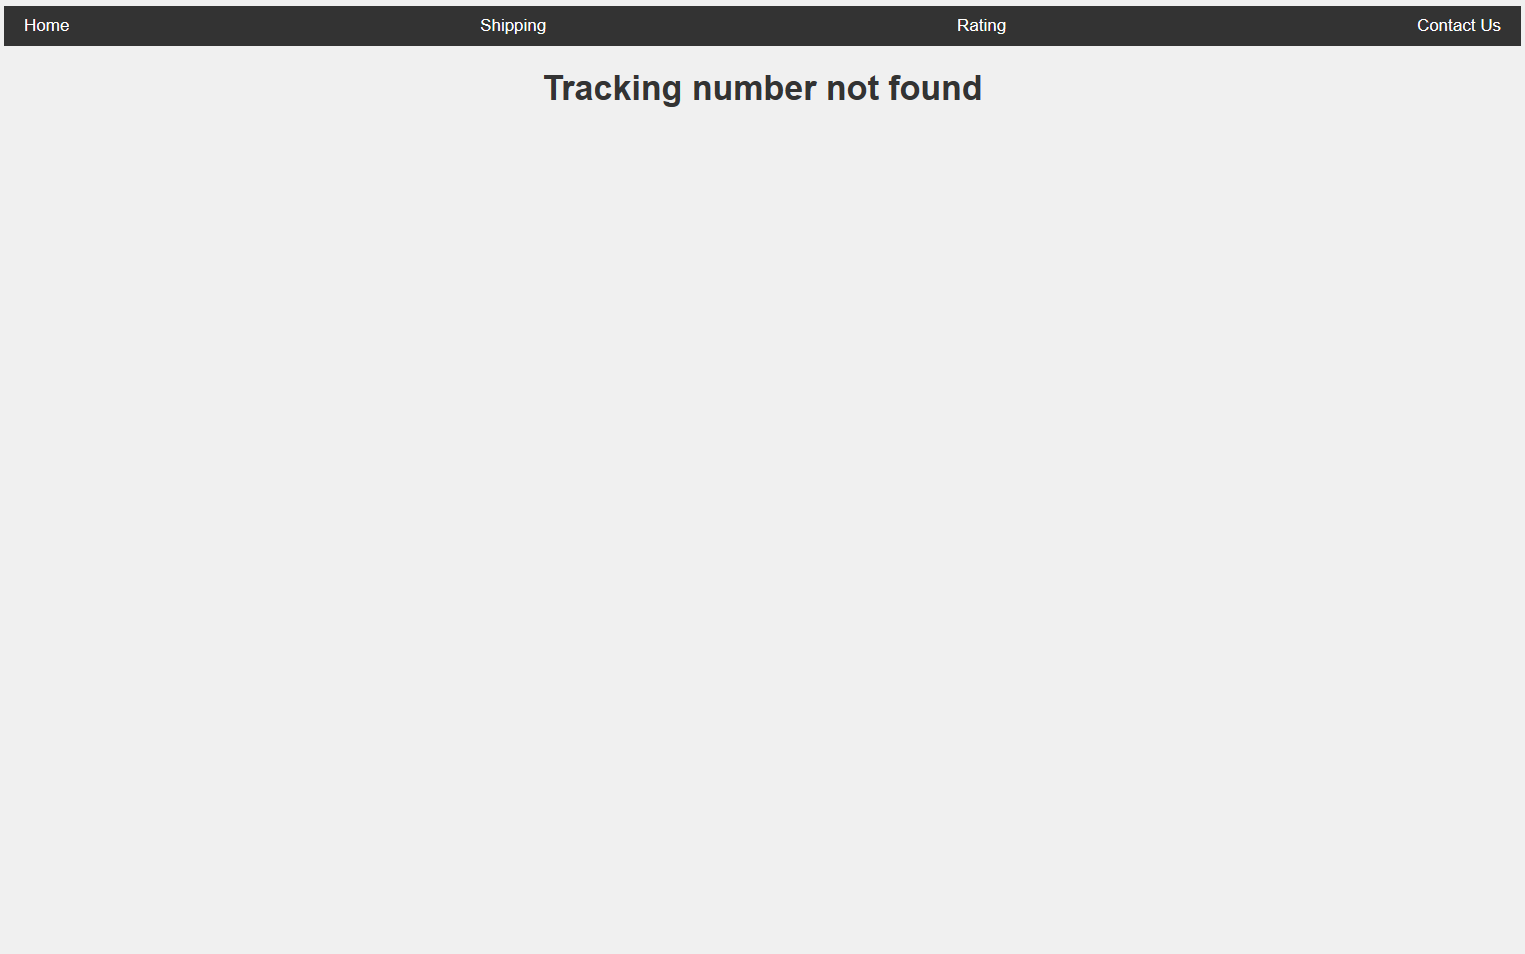 Home Shipping Rating Contact Us
Tracking number not found